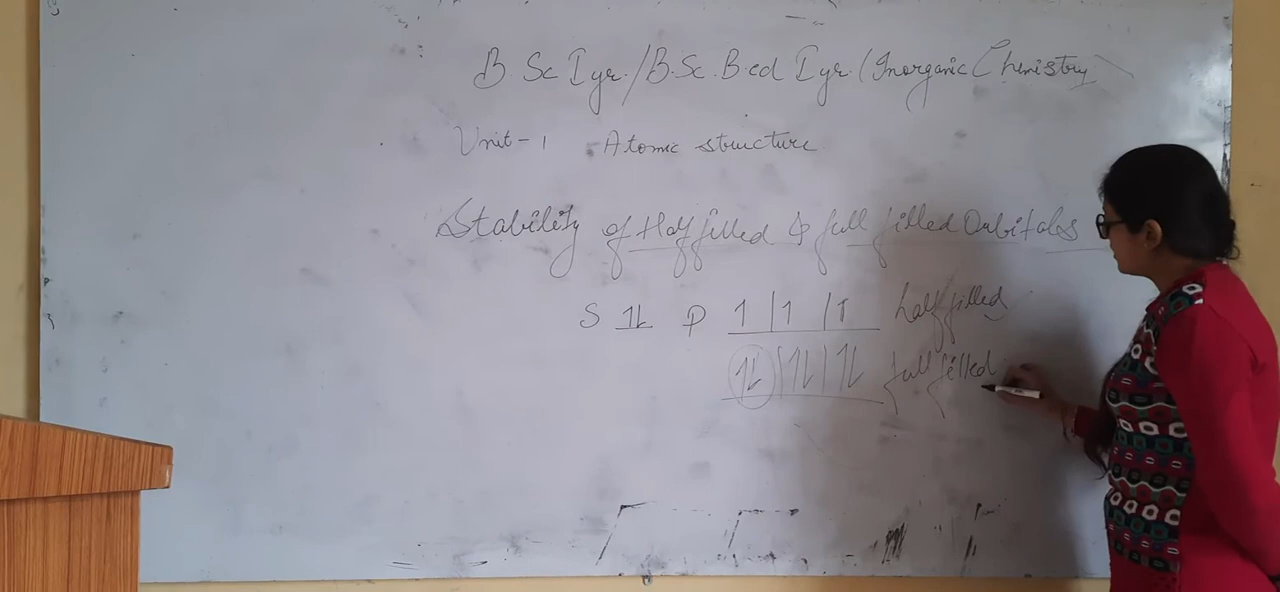 B Sc I yr. / B.Sc. B ed I yr. (Inorganic Chemistry)
Unit - 1 Atomic structure
Stability of Half filled & full filled Orbitals
S 1L P 1 | 1 | 1 half filled
1L | 1L | 1L full filled